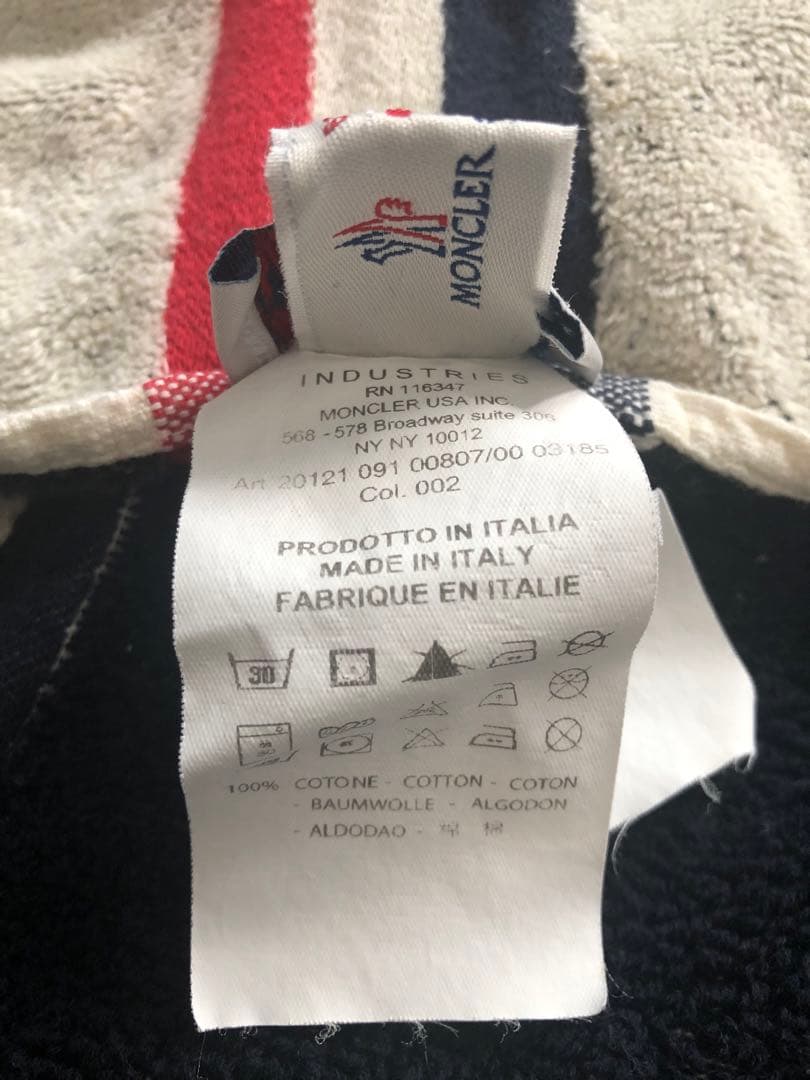 MONCLER
INDUSTRIES
RN 116347
MONCLER USA INC.
568 - 578 Broadway suite 306
NY NY 10012
Art 20121 091 00807/00 03185
Col. 002
PRODOTTO IN ITALIA
MADE IN ITALY
FABRIQUE EN ITALIE
30
100% COTONE - COTTON - COTON
- BAUMWOLLE - ALGODON
- ALDODAO - 棉